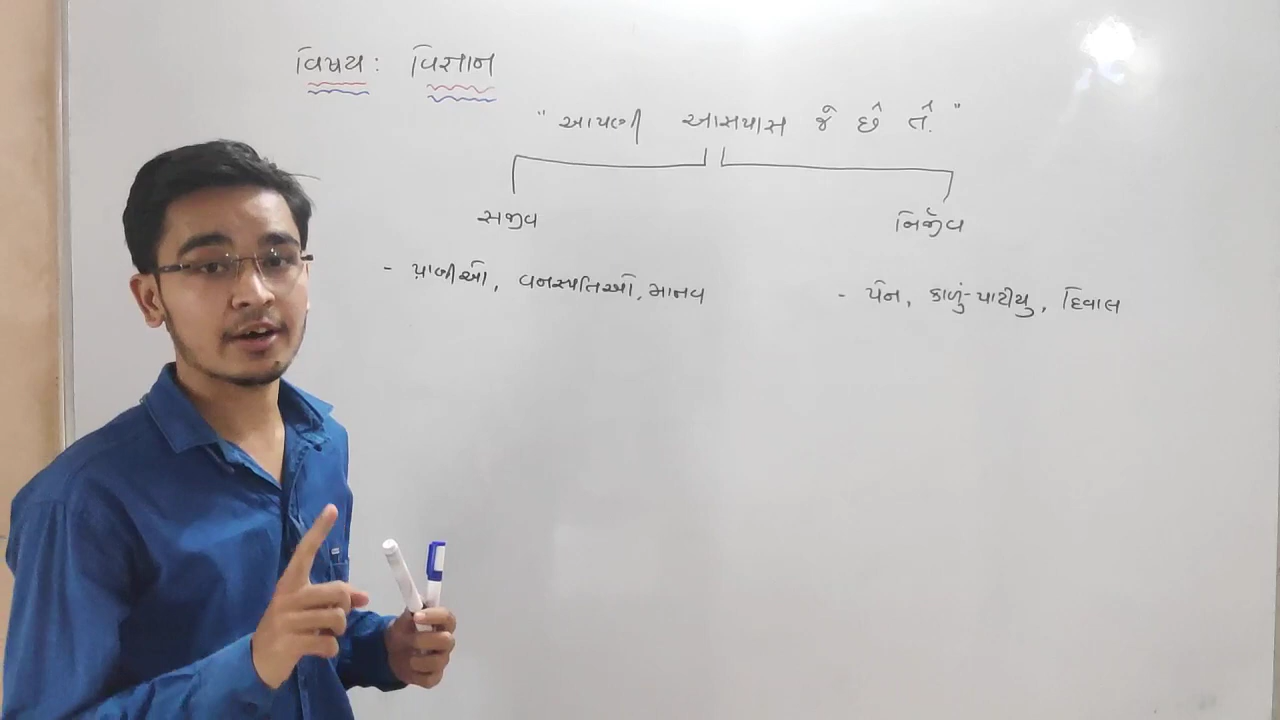 વિષય : વિજ્ઞાન
" આપણી આસપાસ જે છે તે. "
સજીવ નિર્જીવ
- પ્રાણીઓ, વનસ્પતિઓ, માનવ - પેન, કાળું-પાટીયુ, દિવાલ